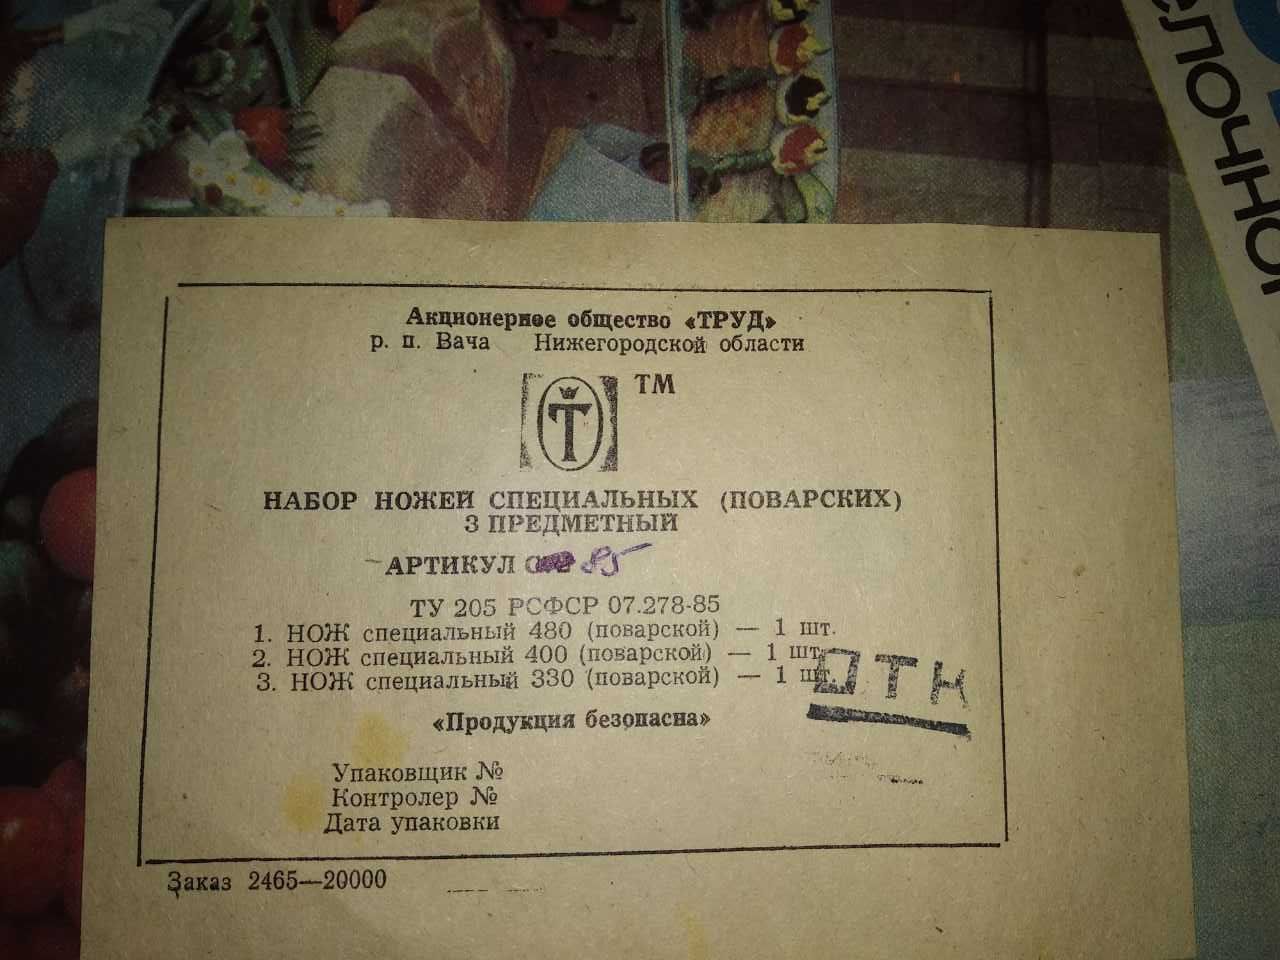 Акционерное общество «ТРУД»
р. п. Вача Нижегородской области
Т ТМ
НАБОР НОЖЕЙ СПЕЦИАЛЬНЫХ (ПОВАРСКИХ)
3 ПРЕДМЕТНЫЙ
АРТИКУЛ 85
ТУ 205 РСФСР 07.278-85
1. НОЖ специальный 480 (поварской) — 1 шт.
2. НОЖ специальный 400 (поварской) — 1 шт.
3. НОЖ специальный 330 (поварской) — 1 шт.
ОТК
«Продукция безопасна»
Упаковщик №
Контролер №
Дата упаковки
Заказ 2465—20000